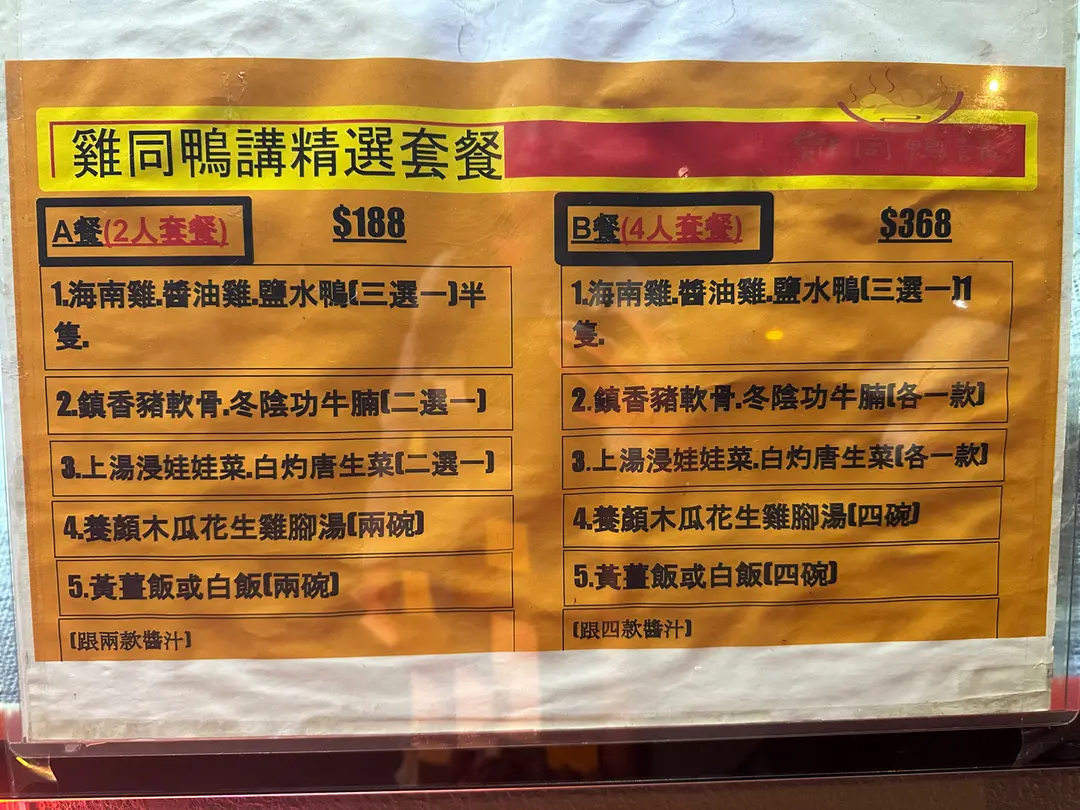 雞同鴨講精選套餐
A餐(2人套餐) $188
1.海南雞.醬油雞.鹽水鴨(三選一)半
隻.
2.鎮香豬軟骨.冬陰功牛腩(二選一)
3.上湯浸娃娃菜.白灼唐生菜(二選一)
4.養顏木瓜花生雞腳湯(兩碗)
5.黃薑飯或白飯(兩碗)
(跟兩款醬汁)
B餐(4人套餐) $368
1.海南雞.醬油雞.鹽水鴨(三選一)1
隻.
2.鎮香豬軟骨.冬陰功牛腩(各一款)
3.上湯浸娃娃菜.白灼唐生菜(各一款)
4.養顏木瓜花生雞腳湯(四碗)
5.黃薑飯或白飯(四碗)
(跟四款醬汁)